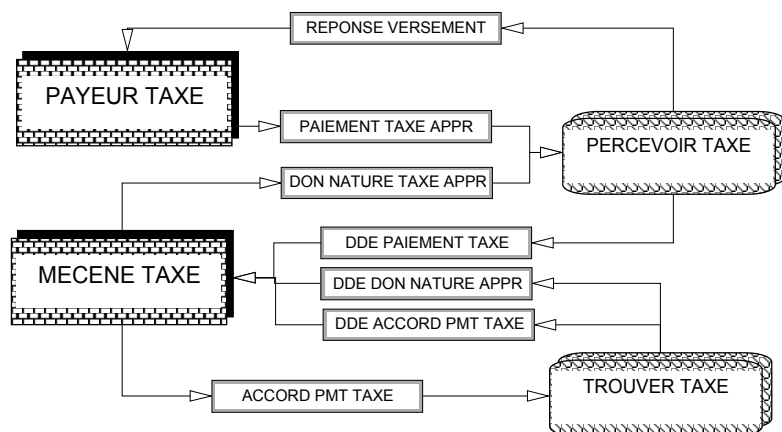 REPONSE VERSEMENT
PAYEUR TAXE
PAIEMENT TAXE APPR
PERCEVOIR TAXE
DON NATURE TAXE APPR
DDE PAIEMENT TAXE
MECENE TAXE
DDE DON NATURE APPR
DDE ACCORD PMT TAXE
ACCORD PMT TAXE
TROUVER TAXE